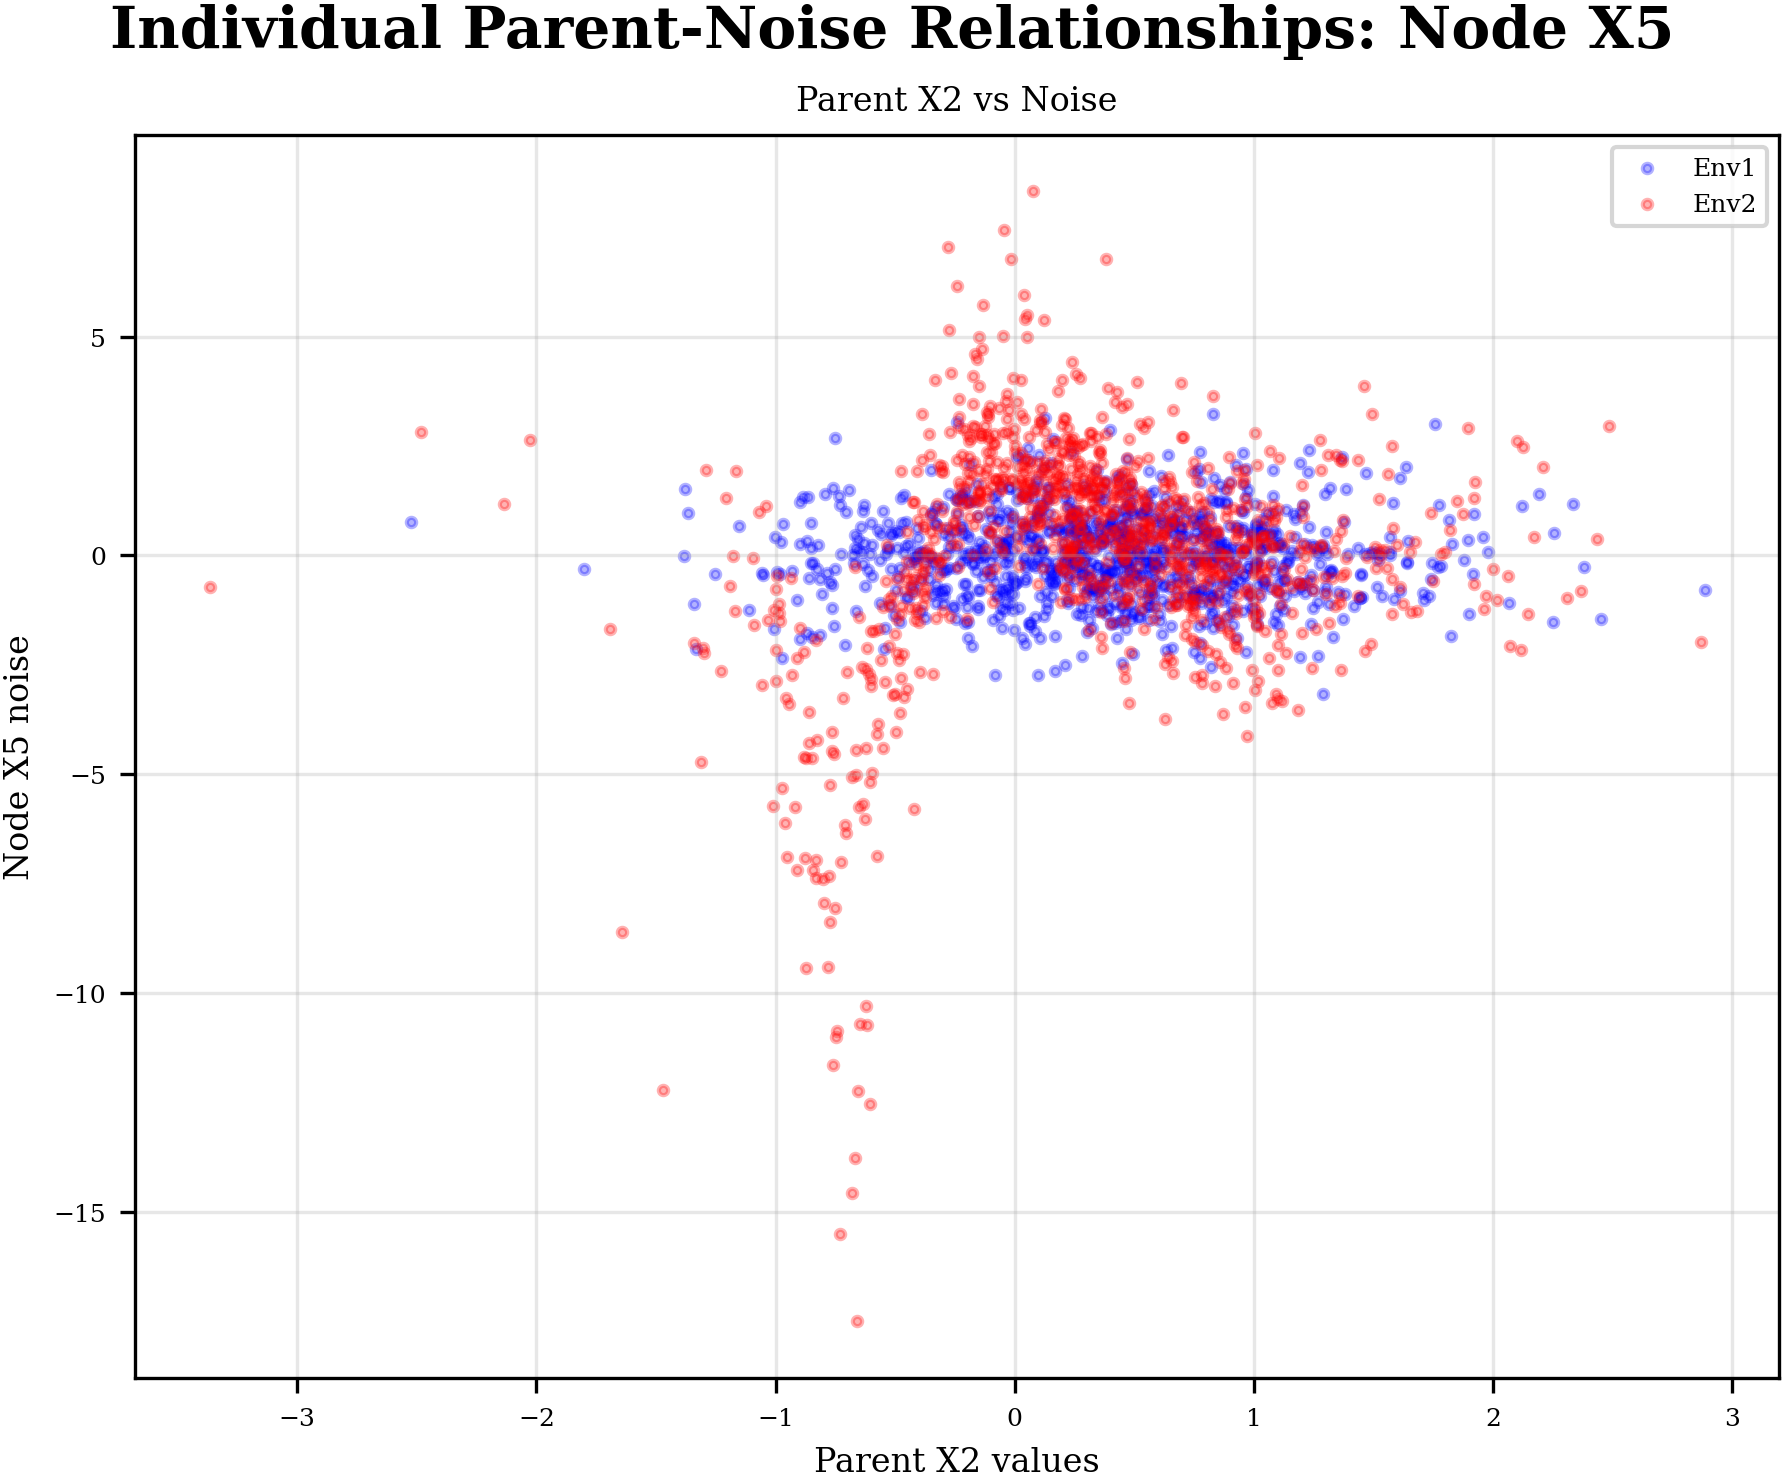 Individual Parent-Noise Relationships: Node X5
Parent X2 vs Noise
Env1
Env2
Node X5 noise
5
0
−5
−10
−15
−3
−2
−1
0
1
2
3
Parent X2 values